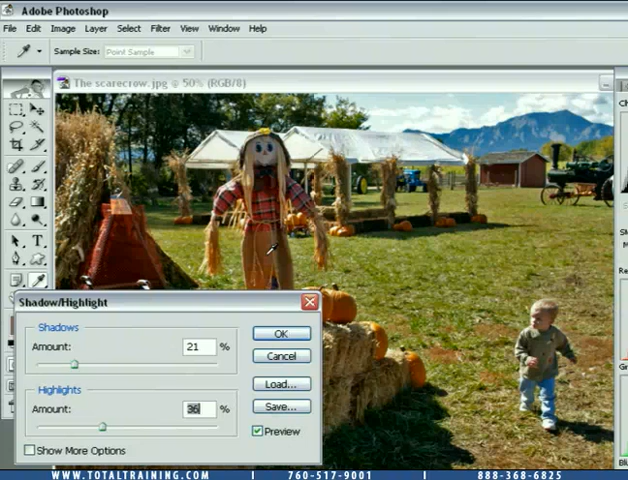 Adobe Photoshop
File Edit Image Layer Select Filter View Window Help
Sample Size: Point Sample
The scarecrow.jpg @ 50% (RGB/8)
Shadow/Highlight
Shadows
Amount: 21 %
OK
Cancel
Highlights
Load...
Amount: 36 %
Save...
Preview
Show More Options
WWW.TOTALTRAINING.COM | 760-517-9001 | 888-368-6825